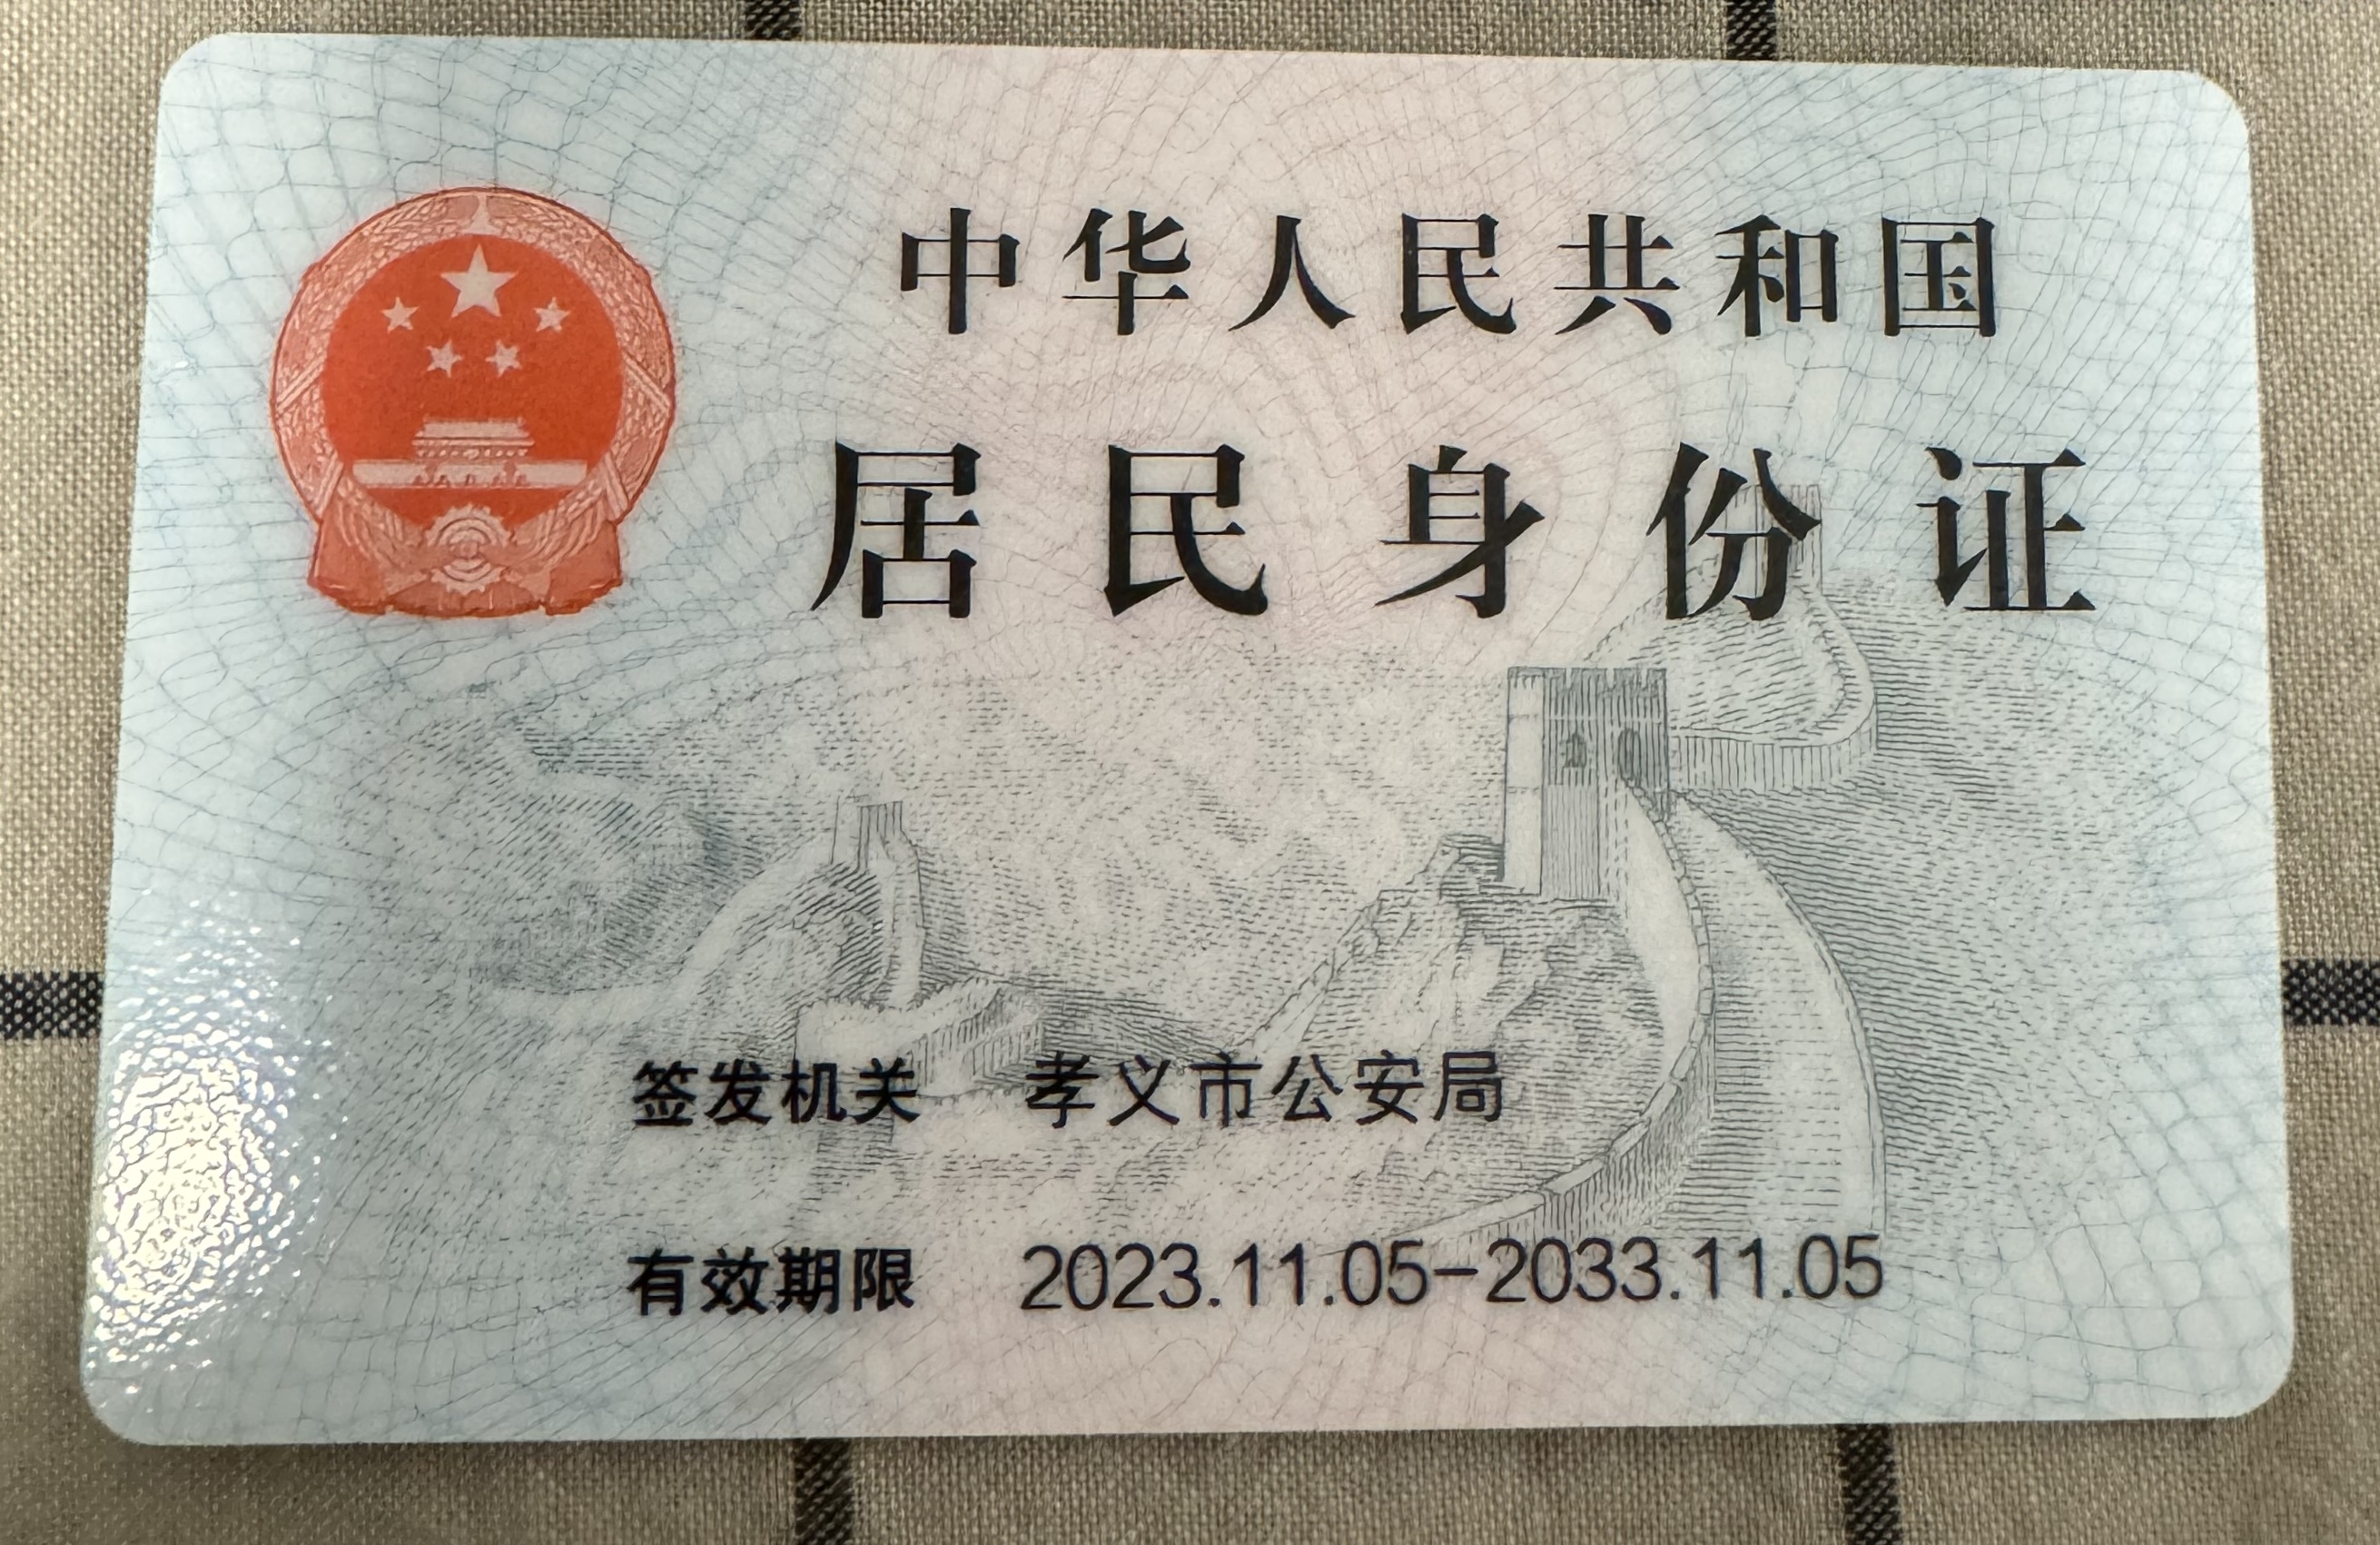 中华人民共和国
居民身份证
签发机关 孝义市公安局
有效期限 2023.11.05-2033.11.05